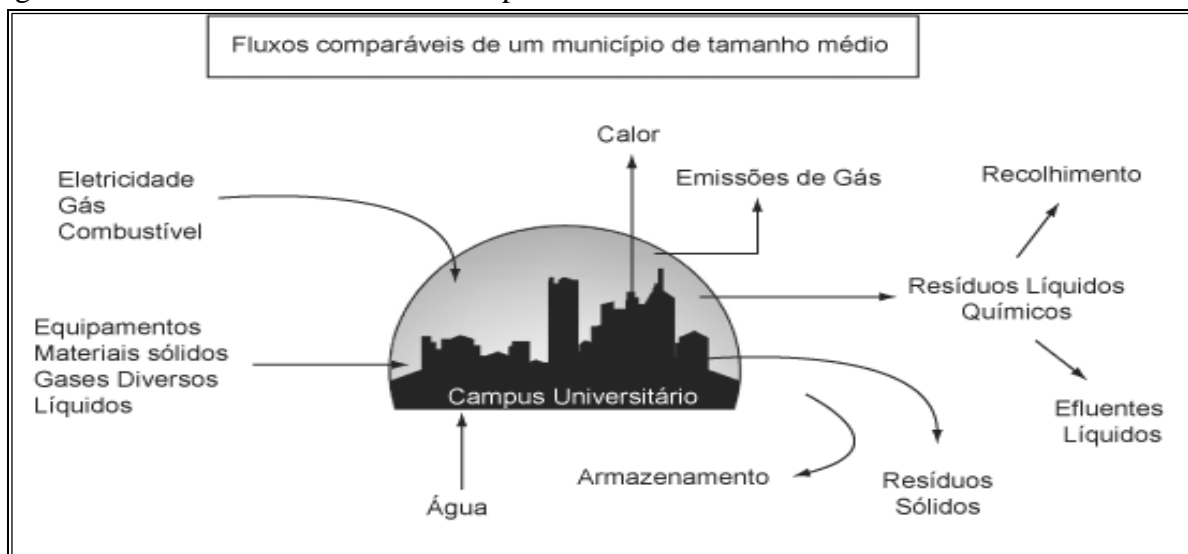 Fluxos comparáveis de um município de tamanho médio
Calor
Emissões de Gás
Recolhimento
Eletricidade
Gás
Combustível
Resíduos Líquidos
Químicos
Equipamentos
Materiais sólidos
Gases Diversos
Líquidos
Campus Universitário
Efluentes
Líquidos
Armazenamento
Resíduos
Sólidos
Água